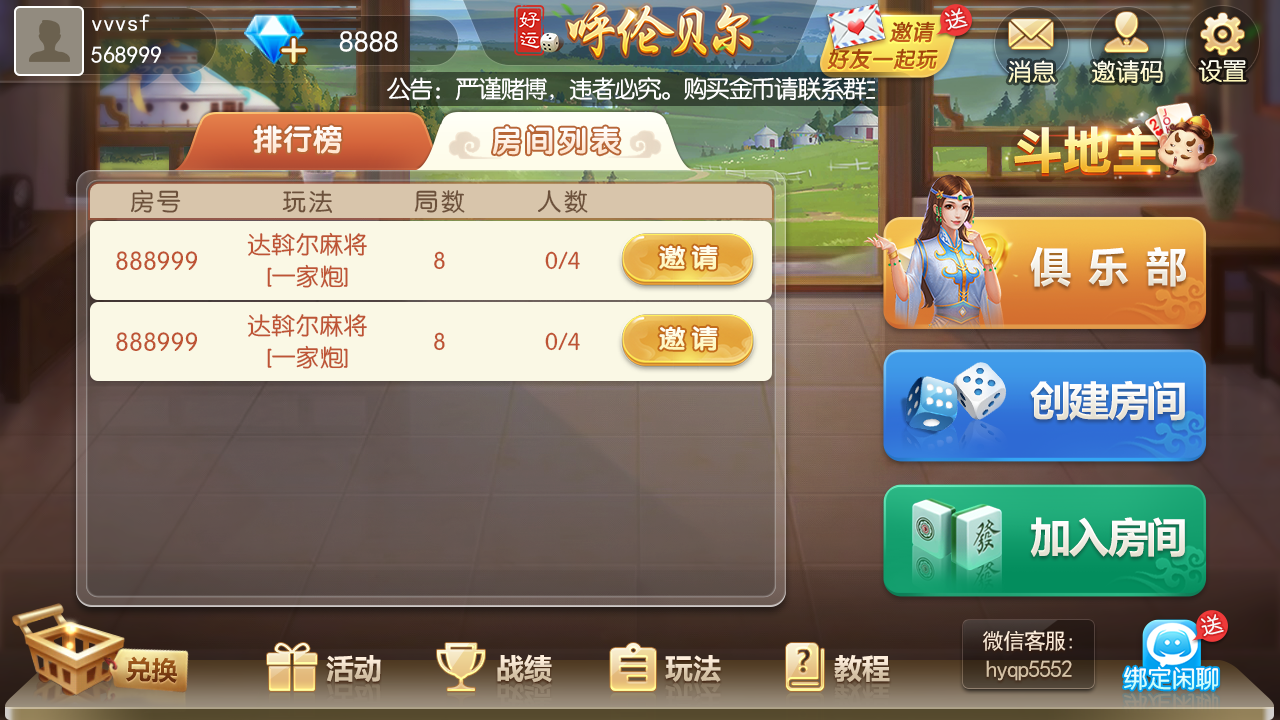 vvvsf
568999
8888
好运
呼伦贝尔
邀请
好友一起玩
送
消息
邀请码
设置
公告：严谨赌博，违者必究。购买金币请联系群主
排行榜
房间列表
斗地主
房号 玩法 局数 人数
888999 达斡尔麻将 [一家炮] 8 0/4 邀请
888999 达斡尔麻将 [一家炮] 8 0/4 邀请
俱乐部
创建房间
加入房间
發
兑换
活动
战绩
玩法
教程
微信客服：
hyqp5552
送
绑定闲聊